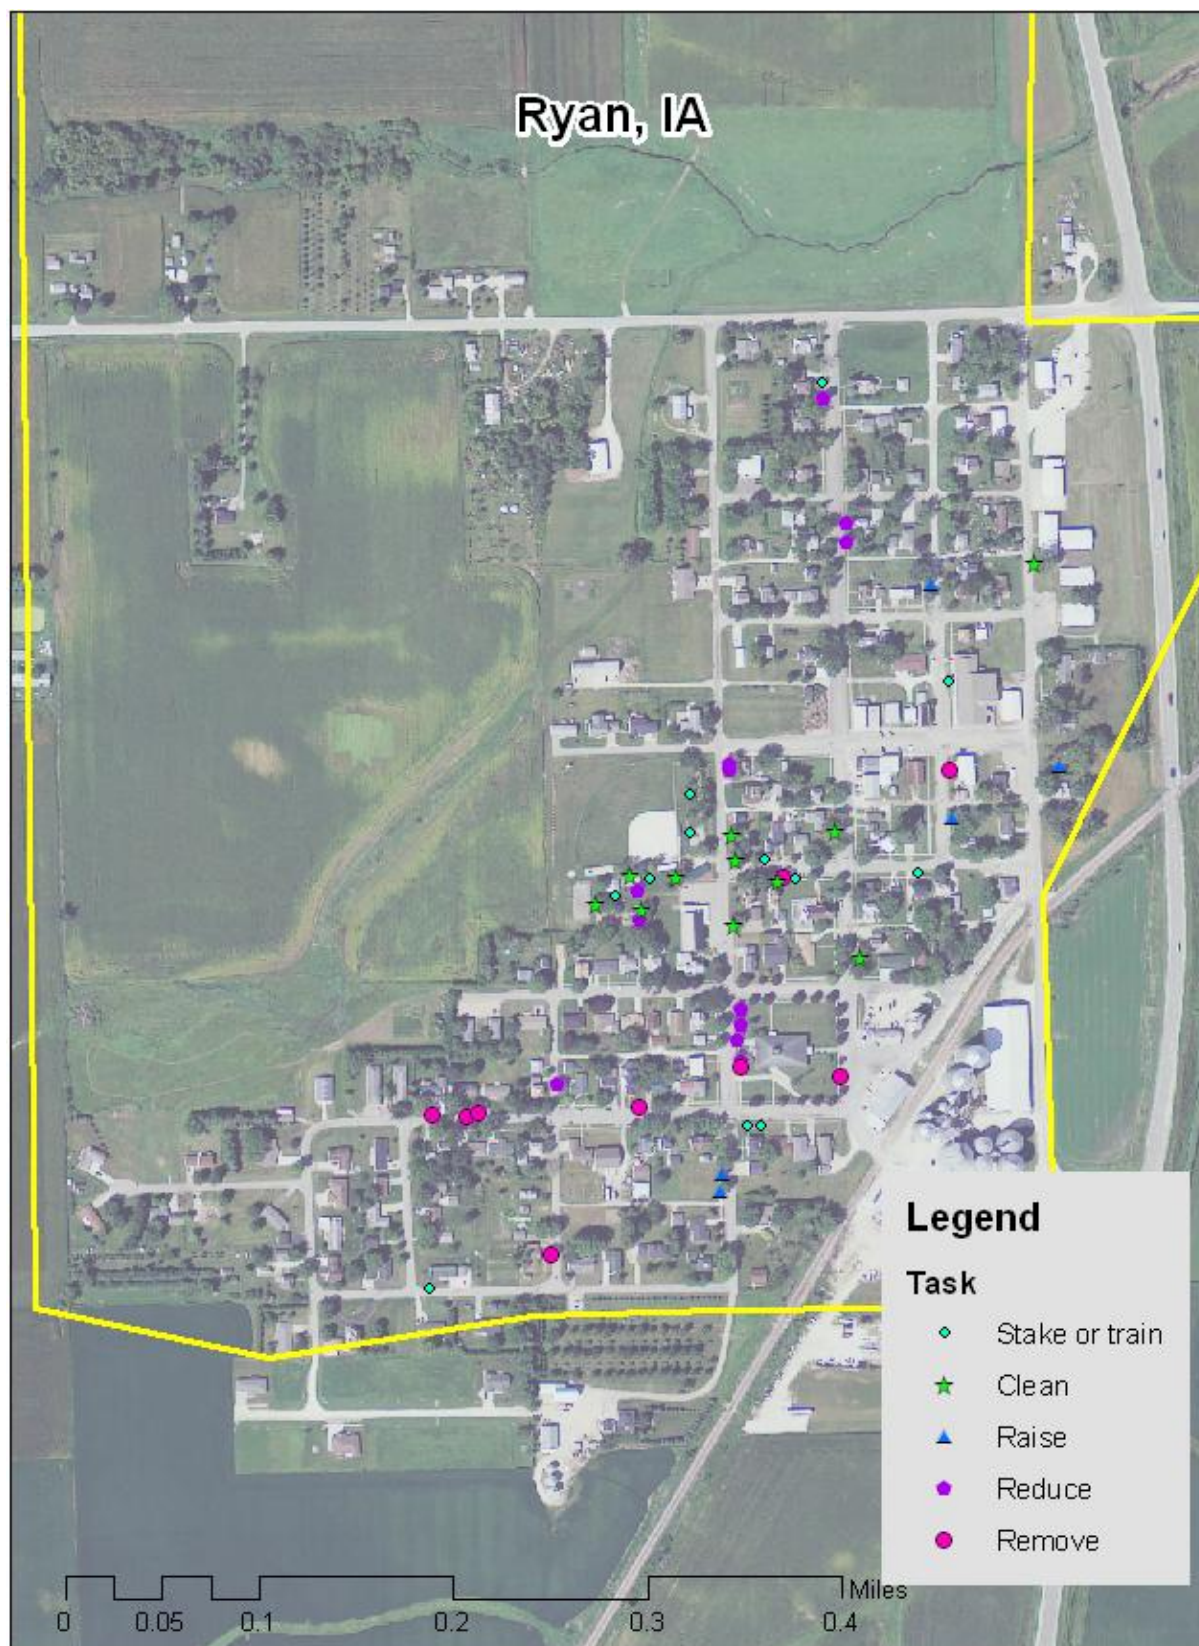 Ryan, IA
Legend
Task
Stake or train
Clean
Raise
Reduce
Remove
Miles
0 0.05 0.1 0.2 0.3 0.4